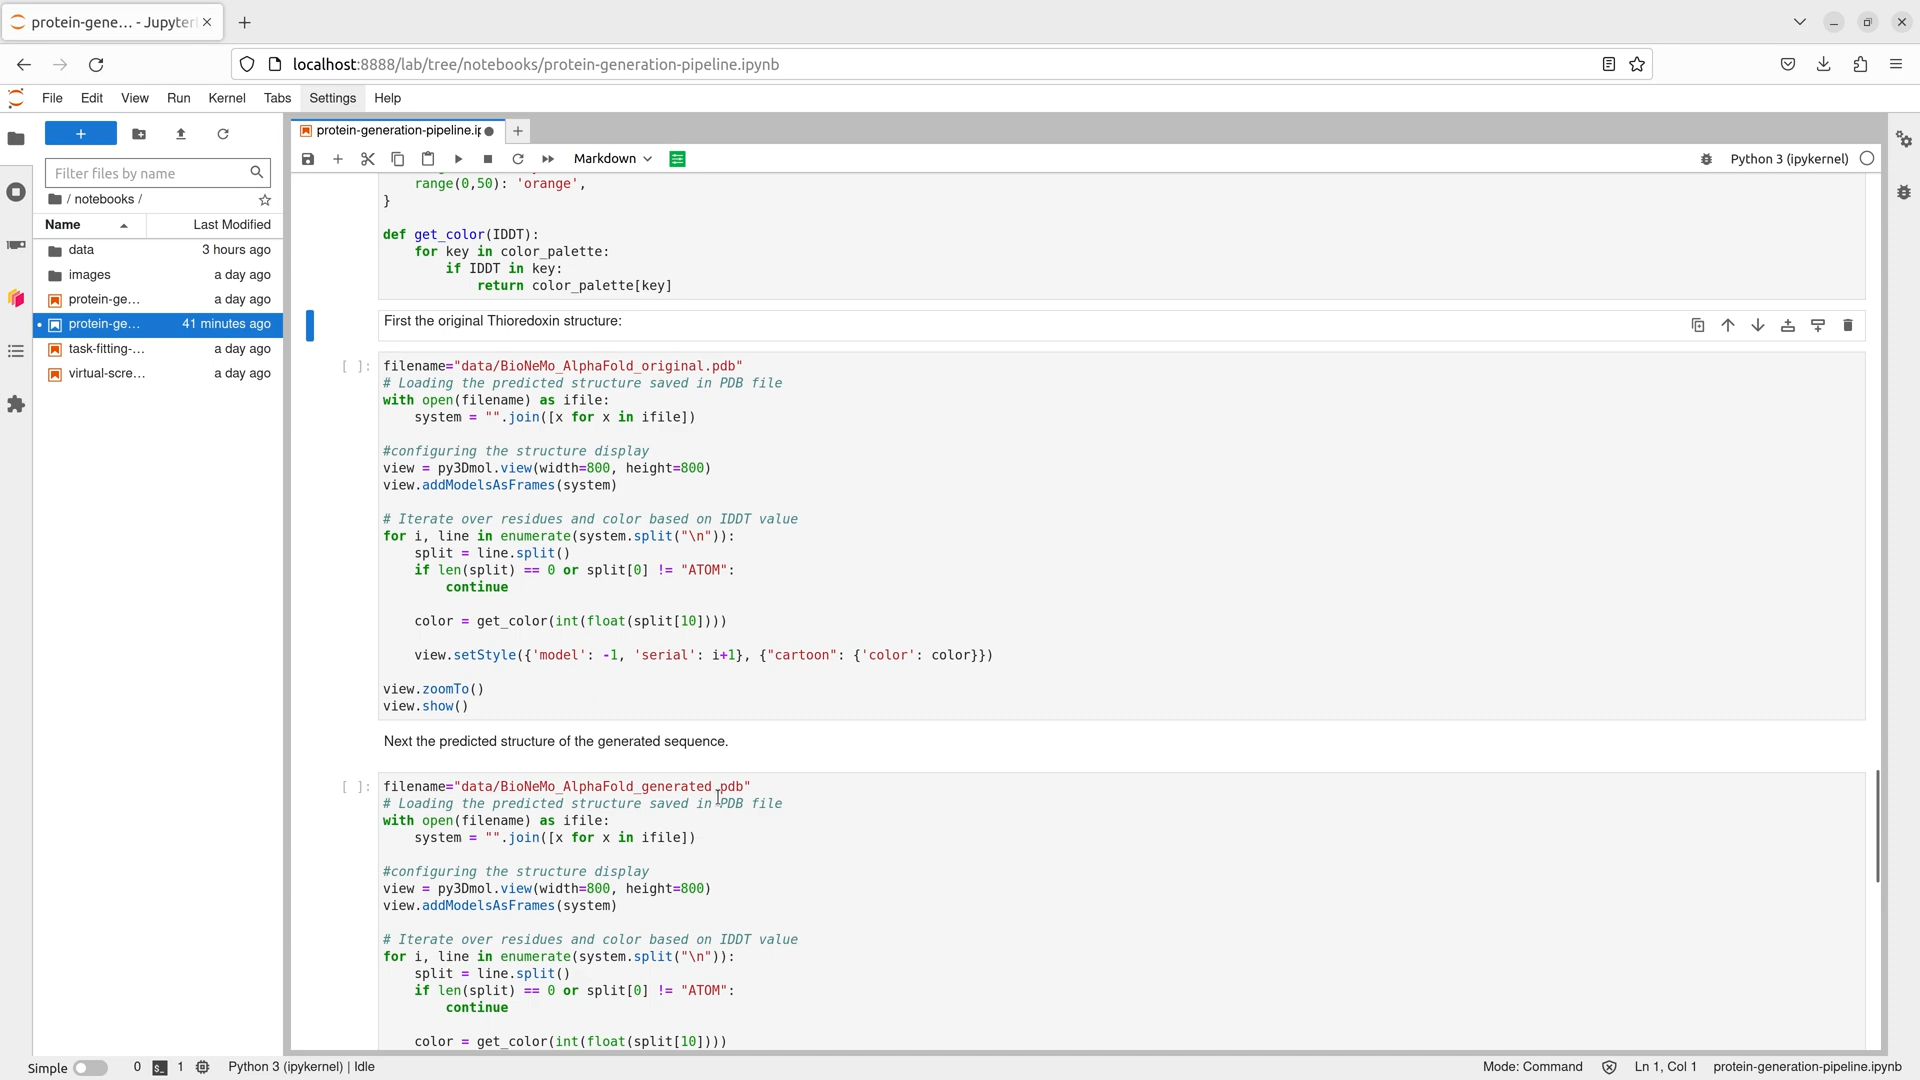 protein-gene… - Jupyter
localhost:8888/lab/tree/notebooks/protein-generation-pipeline.ipynb
File Edit View Run Kernel Tabs Settings Help
protein-generation-pipeline.ip
Markdown
Python 3 (ipykernel)
Filter files by name
/ notebooks /
Name Last Modified
data 3 hours ago
images a day ago
protein-ge... a day ago
protein-ge... 41 minutes ago
task-fitting-... a day ago
virtual-scre... a day ago
range(0,50): 'orange',
}
def get_color(IDDT):
for key in color_palette:
if IDDT in key:
return color_palette[key]
First the original Thioredoxin structure:
[ ]:
filename="data/BioNeMo_AlphaFold_original.pdb"
# Loading the predicted structure saved in PDB file
with open(filename) as ifile:
system = "".join([x for x in ifile])
#configuring the structure display
view = py3Dmol.view(width=800, height=800)
view.addModelsAsFrames(system)
# Iterate over residues and color based on IDDT value
for i, line in enumerate(system.split("\n")):
split = line.split()
if len(split) == 0 or split[0] != "ATOM":
continue
color = get_color(int(float(split[10])))
view.setStyle({'model': -1, 'serial': i+1}, {"cartoon": {'color': color}})
view.zoomTo()
view.show()
Next the predicted structure of the generated sequence.
[ ]:
filename="data/BioNeMo_AlphaFold_generated.pdb"
# Loading the predicted structure saved in PDB file
with open(filename) as ifile:
system = "".join([x for x in ifile])
#configuring the structure display
view = py3Dmol.view(width=800, height=800)
view.addModelsAsFrames(system)
# Iterate over residues and color based on IDDT value
for i, line in enumerate(system.split("\n")):
split = line.split()
if len(split) == 0 or split[0] != "ATOM":
continue
color = get_color(int(float(split[10])))
Simple 0 $_ 1 Python 3 (ipykernel) | Idle
Mode: Command Ln 1, Col 1 protein-generation-pipeline.ipynb